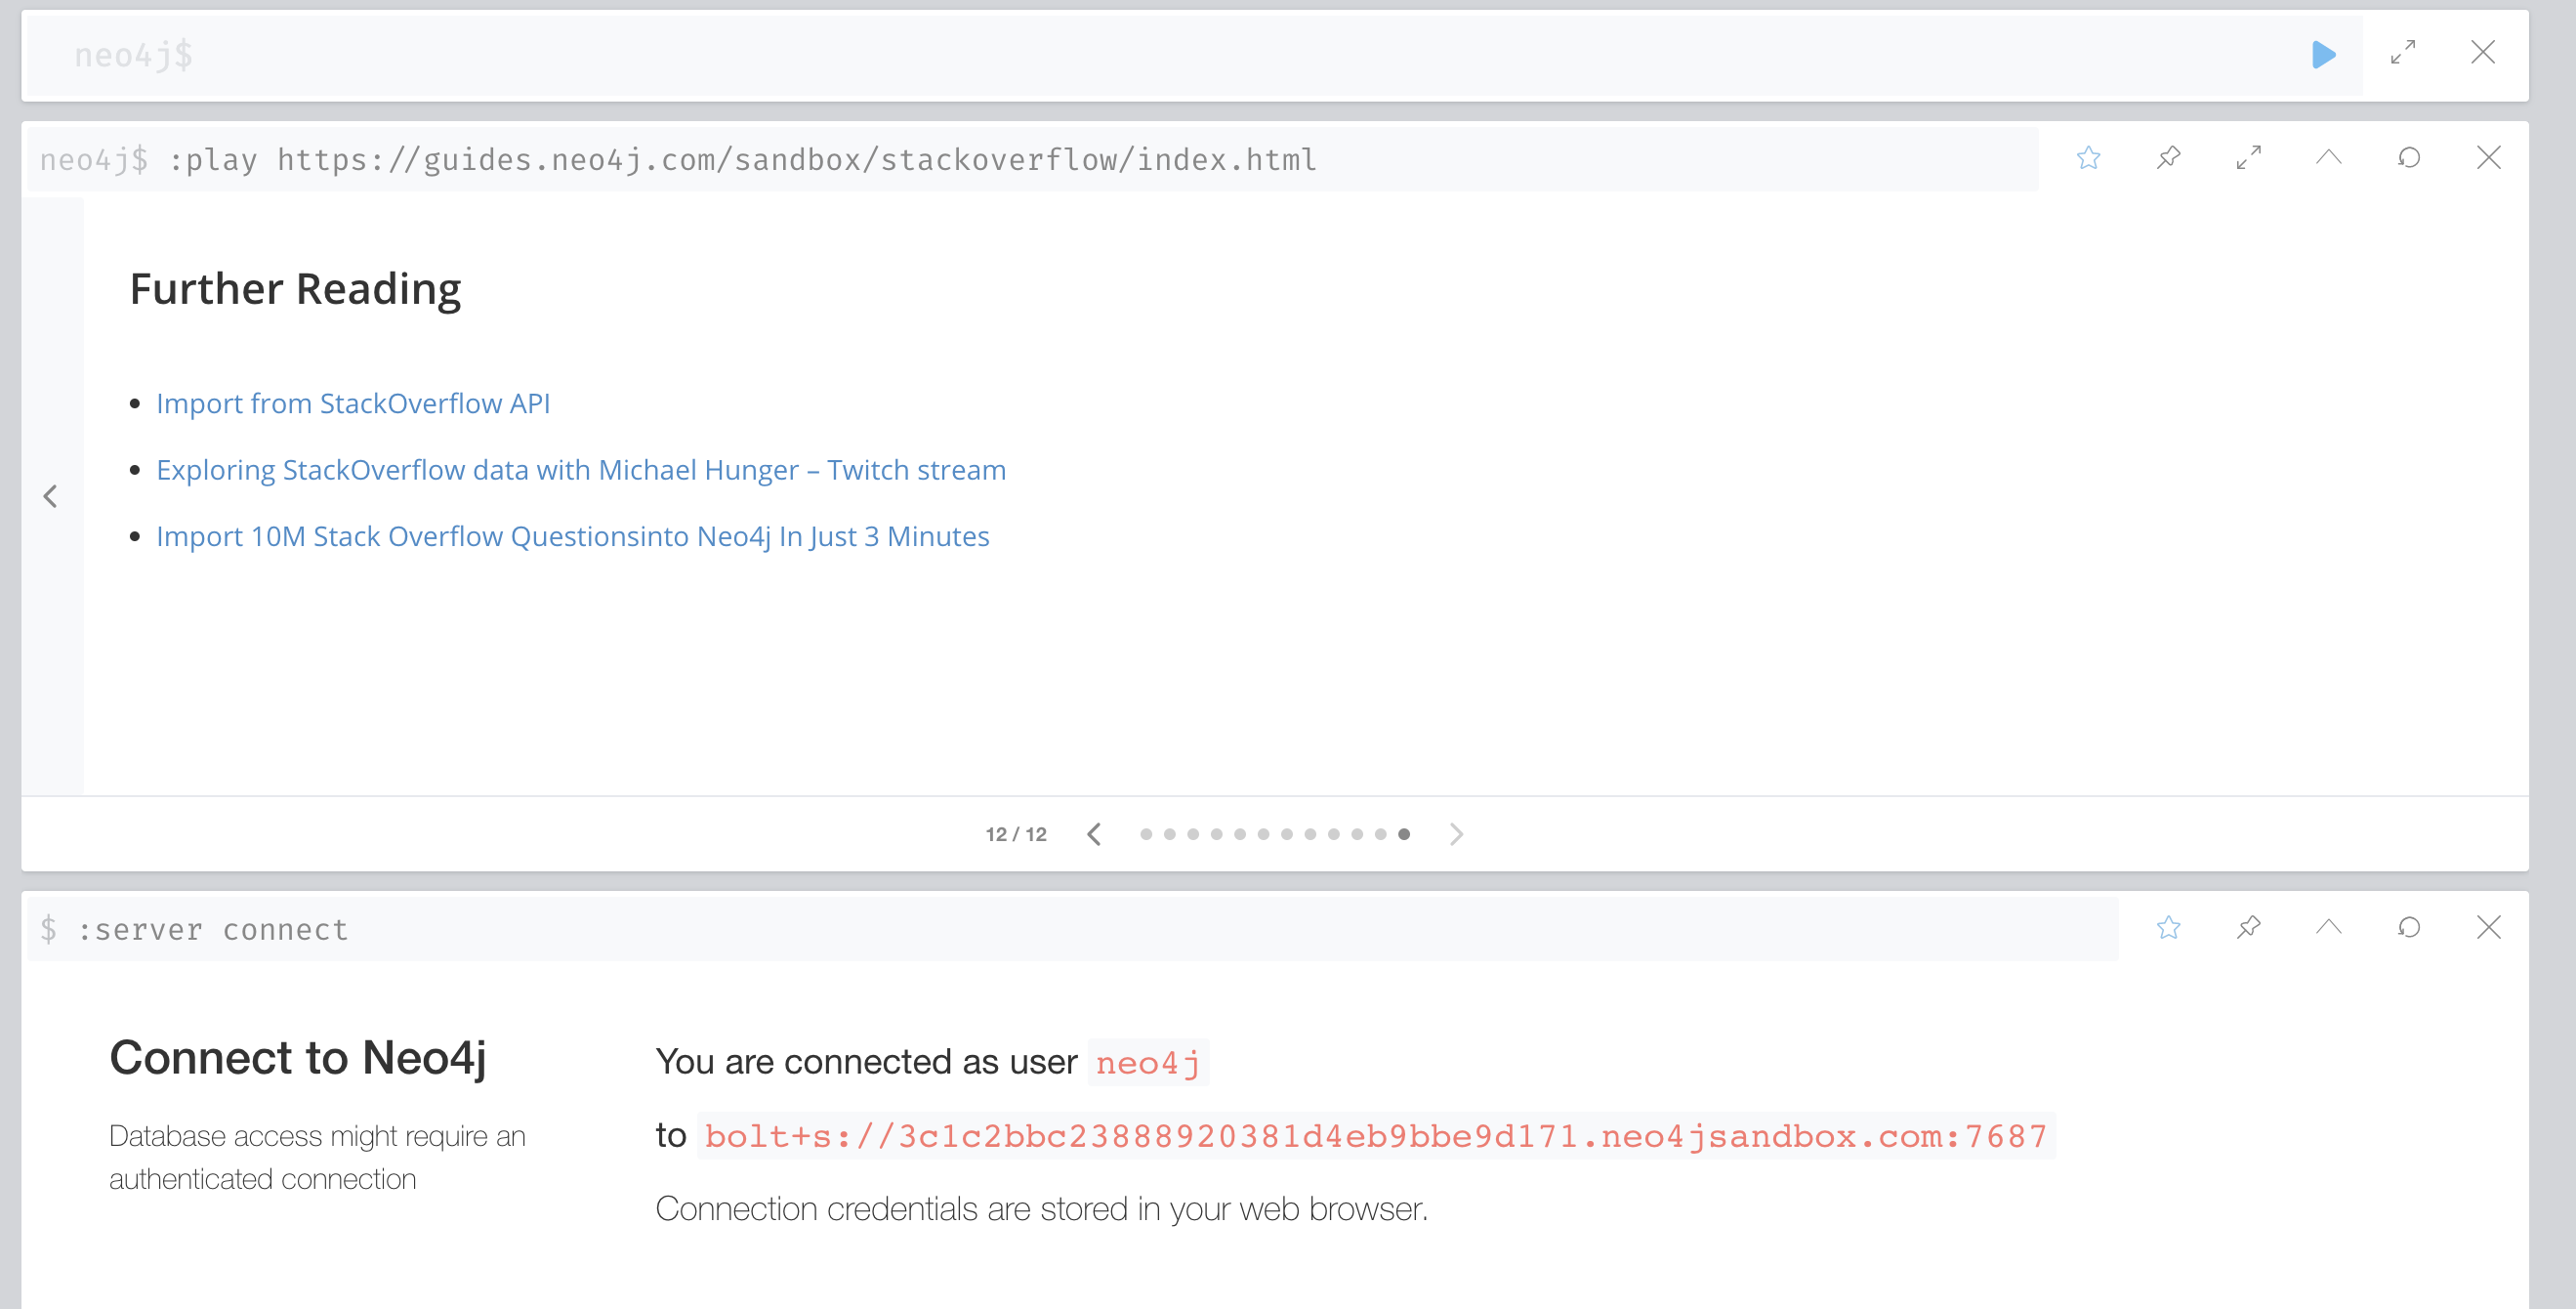 neo4j$
neo4j$ :play https://guides.neo4j.com/sandbox/stackoverflow/index.html
Further Reading
Import from StackOverflow API
Exploring StackOverflow data with Michael Hunger – Twitch stream
Import 10M Stack Overflow Questionsinto Neo4j In Just 3 Minutes
12 / 12
$ :server connect
Connect to Neo4j
Database access might require an
authenticated connection
You are connected as user neo4j
to bolt+s://3c1c2bbc23888920381d4eb9bbe9d171.neo4jsandbox.com:7687
Connection credentials are stored in your web browser.